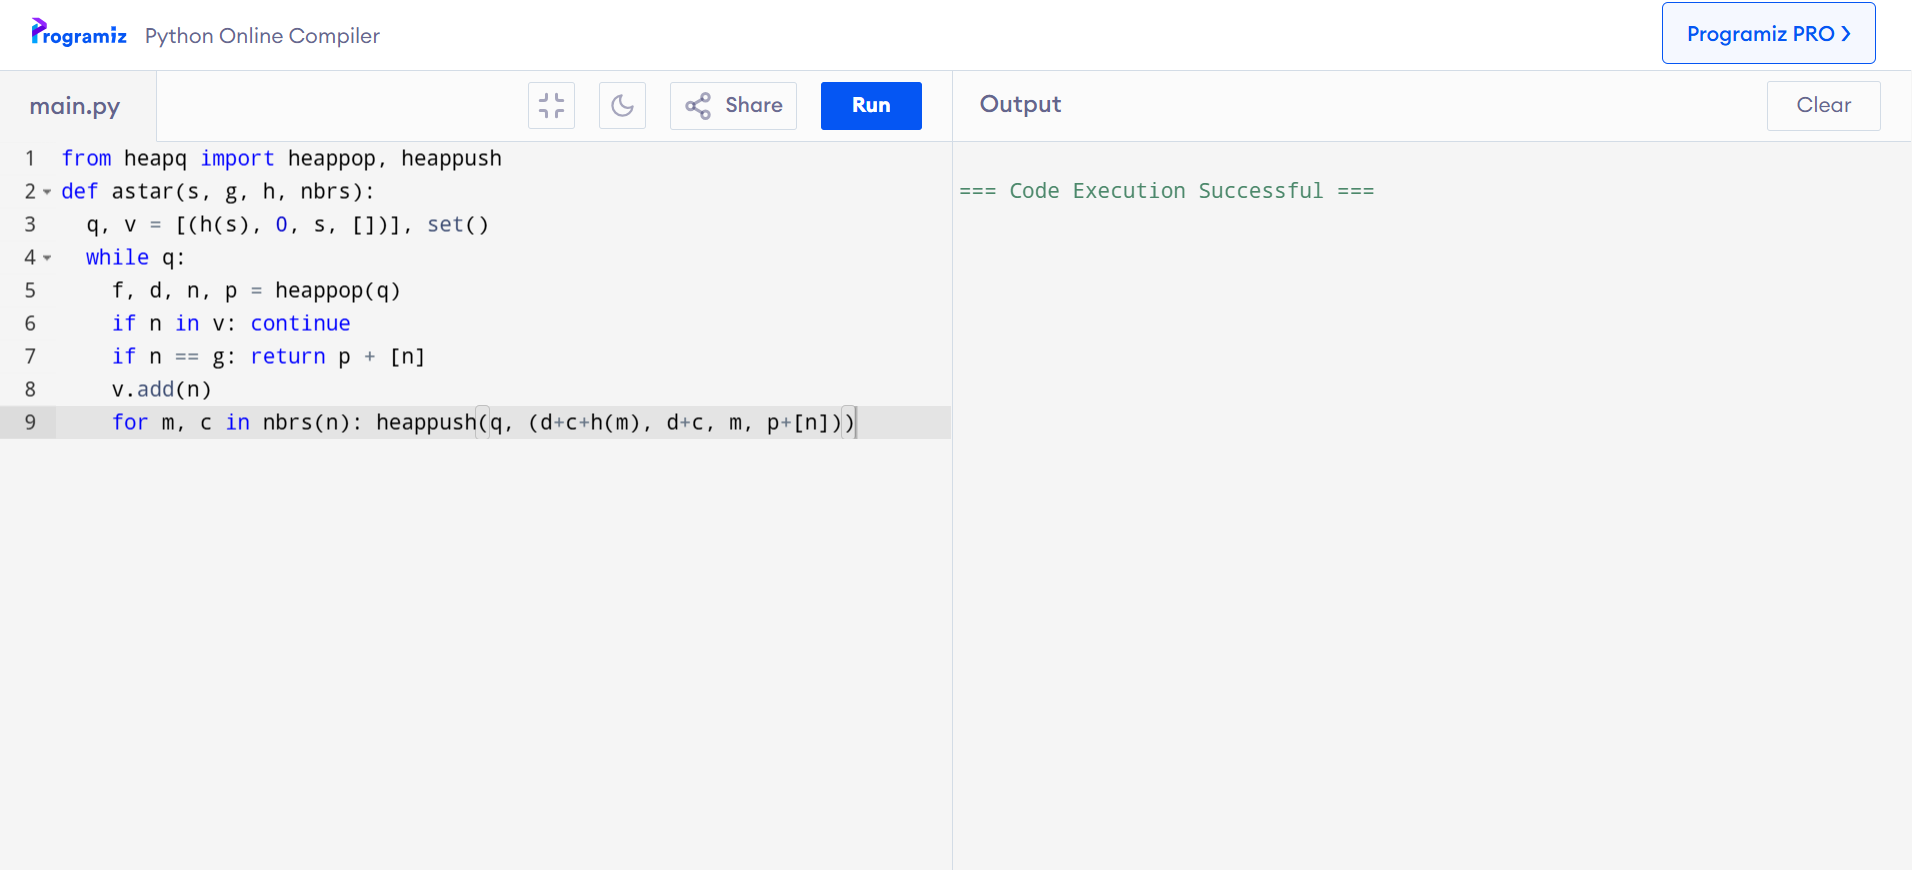 Programiz Python Online Compiler
Programiz PRO ❯
main.py
Share
Run
Output
Clear
1 from heapq import heappop, heappush
2 def astar(s, g, h, nbrs):
3   q, v = [(h(s), 0, s, [])], set()
4   while q:
5     f, d, n, p = heappop(q)
6     if n in v: continue
7     if n == g: return p + [n]
8     v.add(n)
9     for m, c in nbrs(n): heappush(q, (d+c+h(m), d+c, m, p+[n]))
=== Code Execution Successful ===